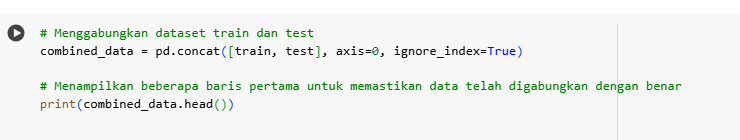 # Menggabungkan dataset train dan test
combined_data = pd.concat([train, test], axis=0, ignore_index=True)
# Menampilkan beberapa baris pertama untuk memastikan data telah digabungkan dengan benar
print(combined_data.head())